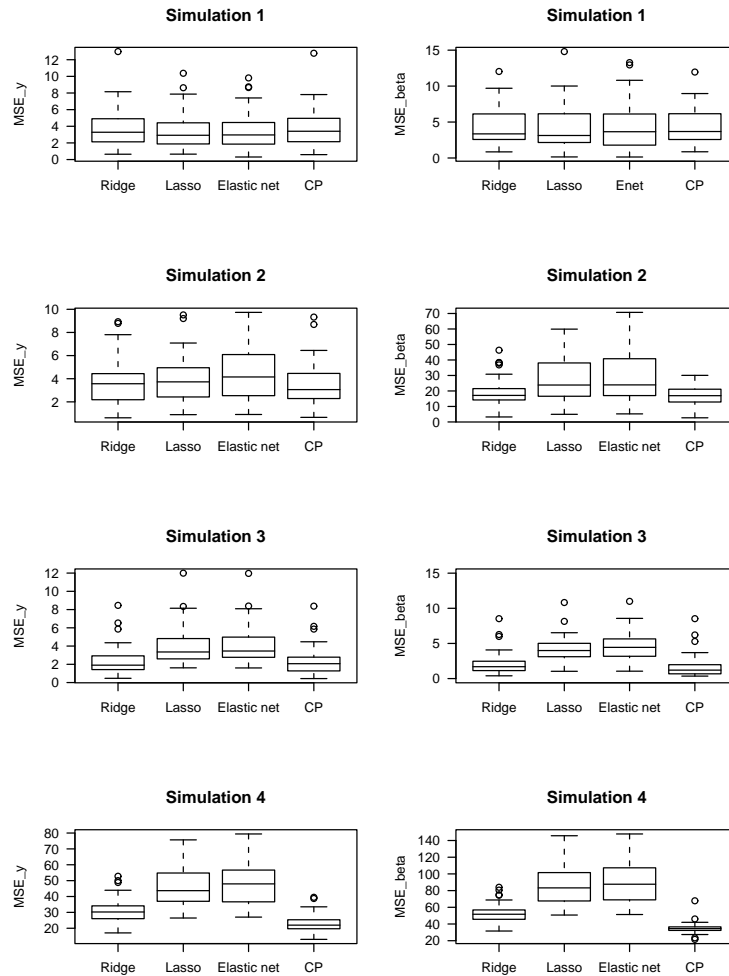 Simulation 1
MSE_y
12
10
8
6
4
2
0
Ridge Lasso Elastic net CP
Simulation 1
MSE_beta
15
10
5
0
Ridge Lasso Enet CP
Simulation 2
MSE_y
10
8
6
4
2
Ridge Lasso Elastic net CP
Simulation 2
MSE_beta
70
60
50
40
30
20
10
0
Ridge Lasso Elastic net CP
Simulation 3
MSE_y
12
10
8
6
4
2
0
Ridge Lasso Elastic net CP
Simulation 3
MSE_beta
15
10
5
0
Ridge Lasso Elastic net CP
Simulation 4
MSE_y
80
70
60
50
40
30
20
Ridge Lasso Elastic net CP
Simulation 4
MSE_beta
140
120
100
80
60
40
20
Ridge Lasso Elastic net CP